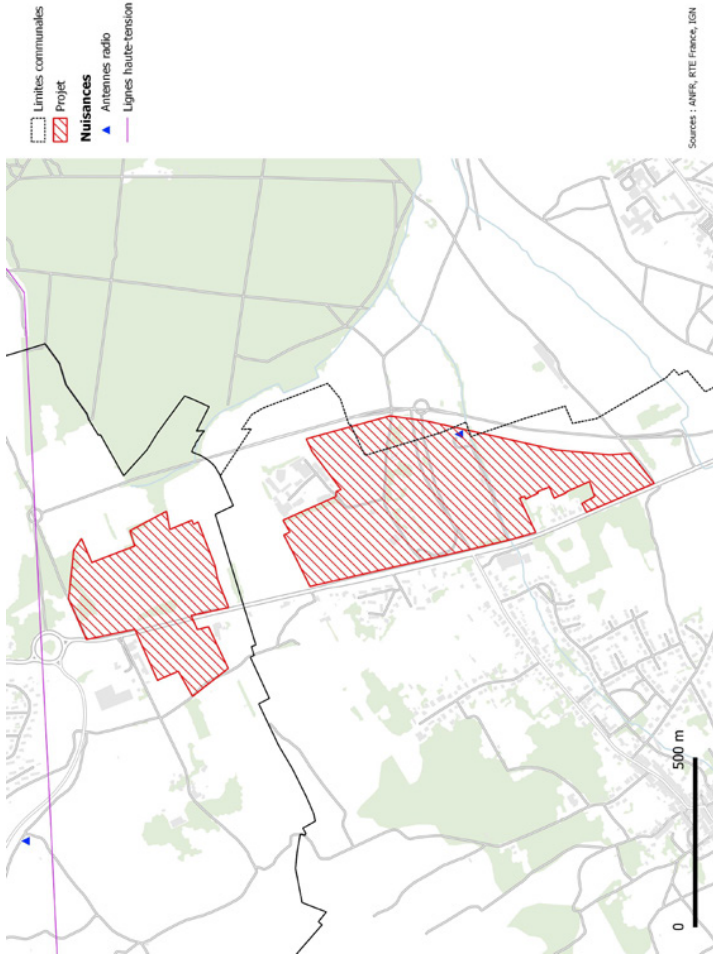 Limites communales
Projet
Nuisances
Antennes radio
Lignes haute-tension
Sources : ANFR, RTE France, IGN
0
500 m